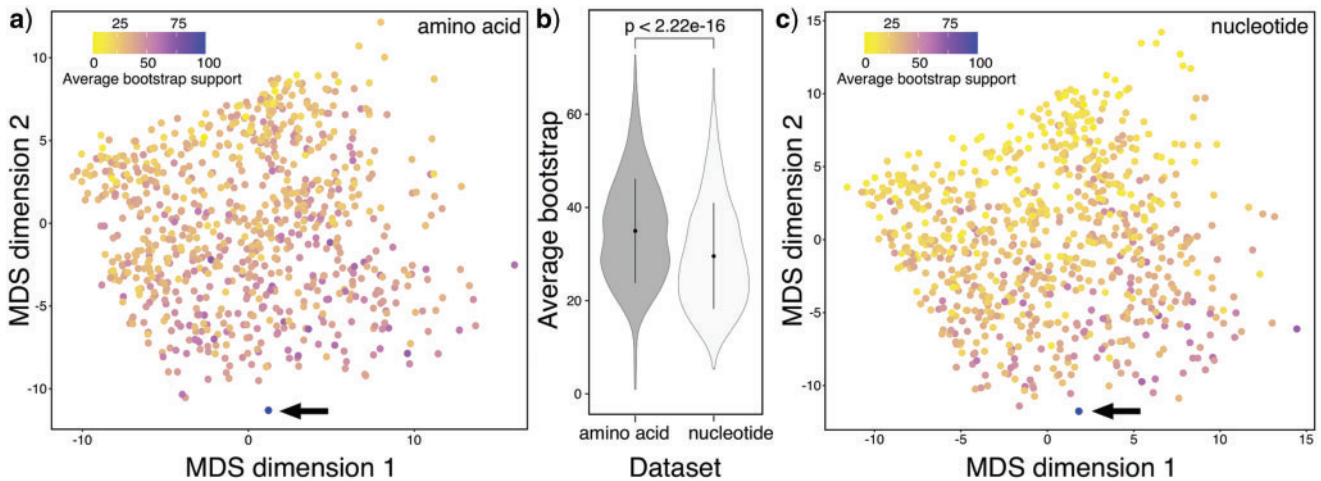 a)
25 75
0 50 100
Average bootstrap support
amino acid
MDS dimension 2
10
5
0
-5
-10
-10 0 10
MDS dimension 1
b)
p < 2.22e-16
Average bootstrap
60
40
20
0
amino acid nucleotide
Dataset
c)
25 75
0 50 100
Average bootstrap support
nucleotide
MDS dimension 2
15
10
5
0
-5
-10
-10 -5 0 5 10 15
MDS dimension 1